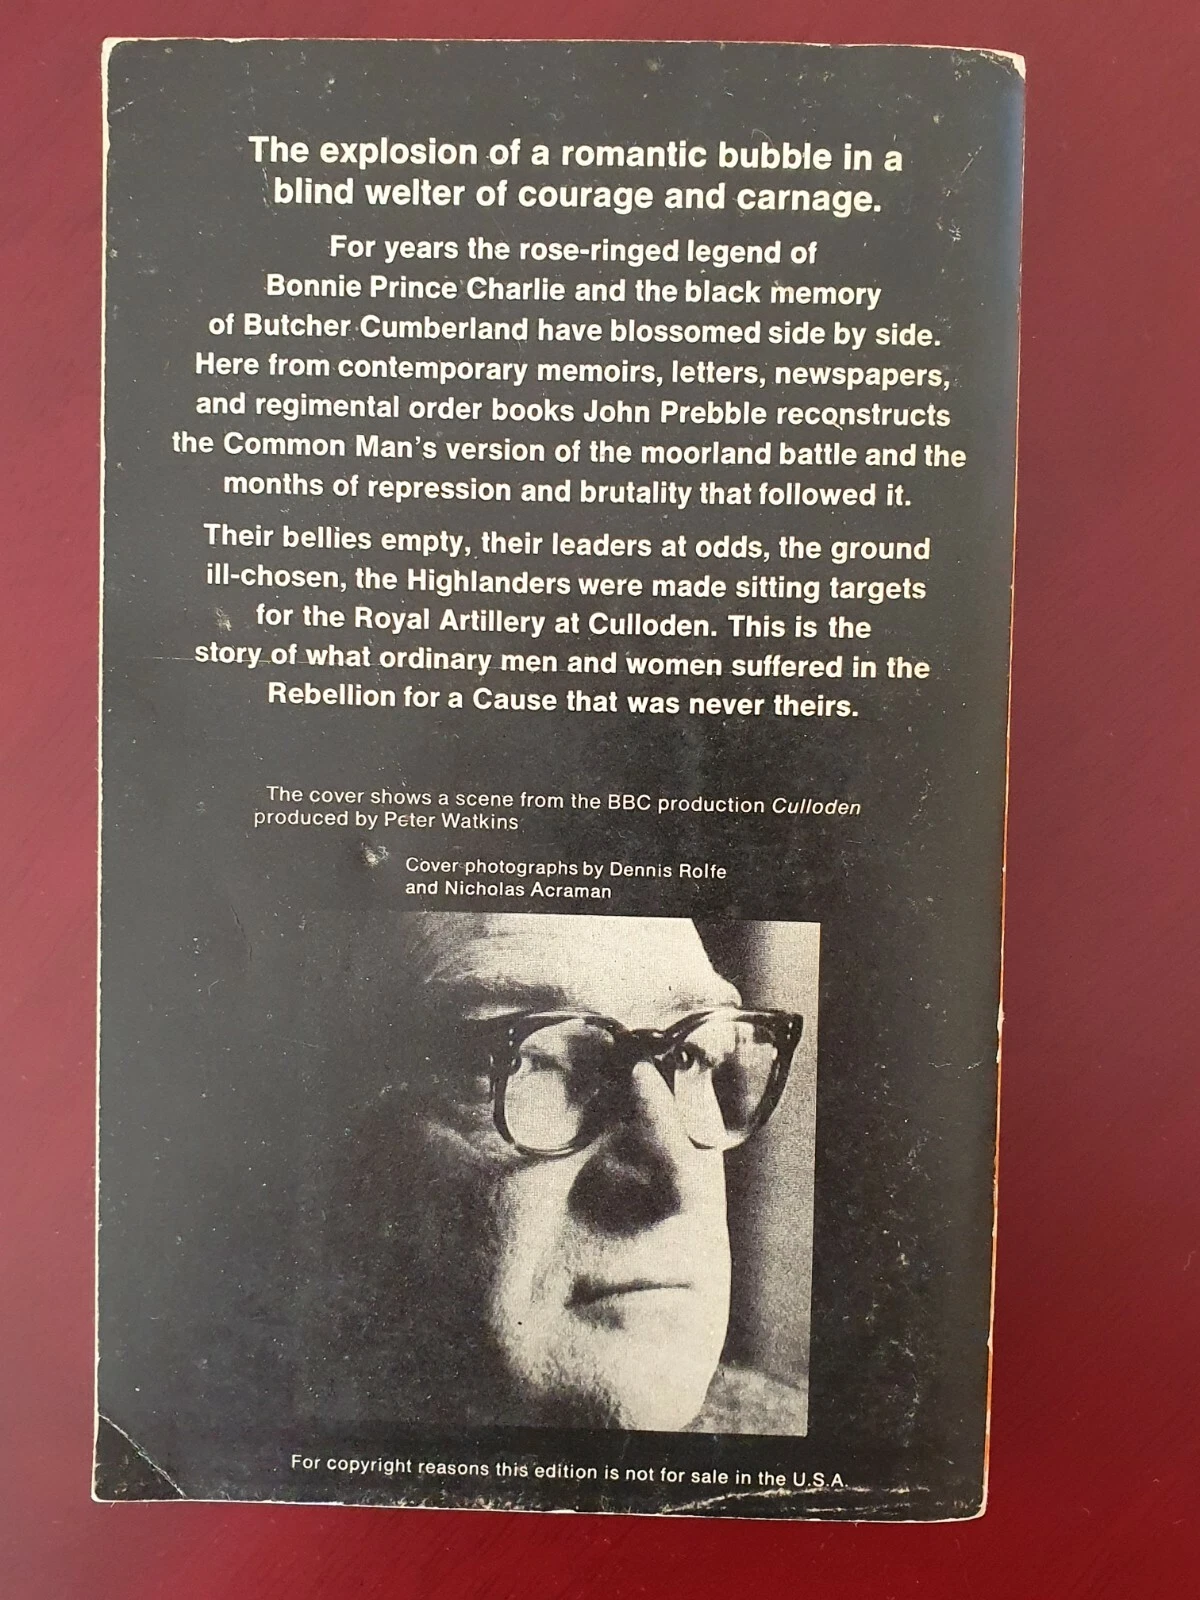 The explosion of a romantic bubble in a
blind welter of courage and carnage.
For years the rose-ringed legend of
Bonnie Prince Charlie and the black memory
of Butcher Cumberland have blossomed side by side.
Here from contemporary memoirs, letters, newspapers,
and regimental order books John Prebble reconstructs
the Common Man's version of the moorland battle and the
months of repression and brutality that followed it.
Their bellies empty, their leaders at odds, the ground
ill-chosen, the Highlanders were made sitting targets
for the Royal Artillery at Culloden. This is the
story of what ordinary men and women suffered in the
Rebellion for a Cause that was never theirs.
The cover shows a scene from the BBC production Culloden
produced by Peter Watkins
Cover photographs by Dennis Rolfe
and Nicholas Acraman
For copyright reasons this edition is not for sale in the U.S.A.